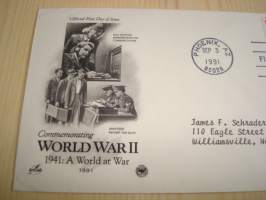 Official First Day of Issue
PHOENIX, AZ
SEP 3
1991
85026
FI
Commemorating
WORLD WAR II
1941: A World at War
1991
James F. Schrader
110 Eagle Street
Williamsville, N